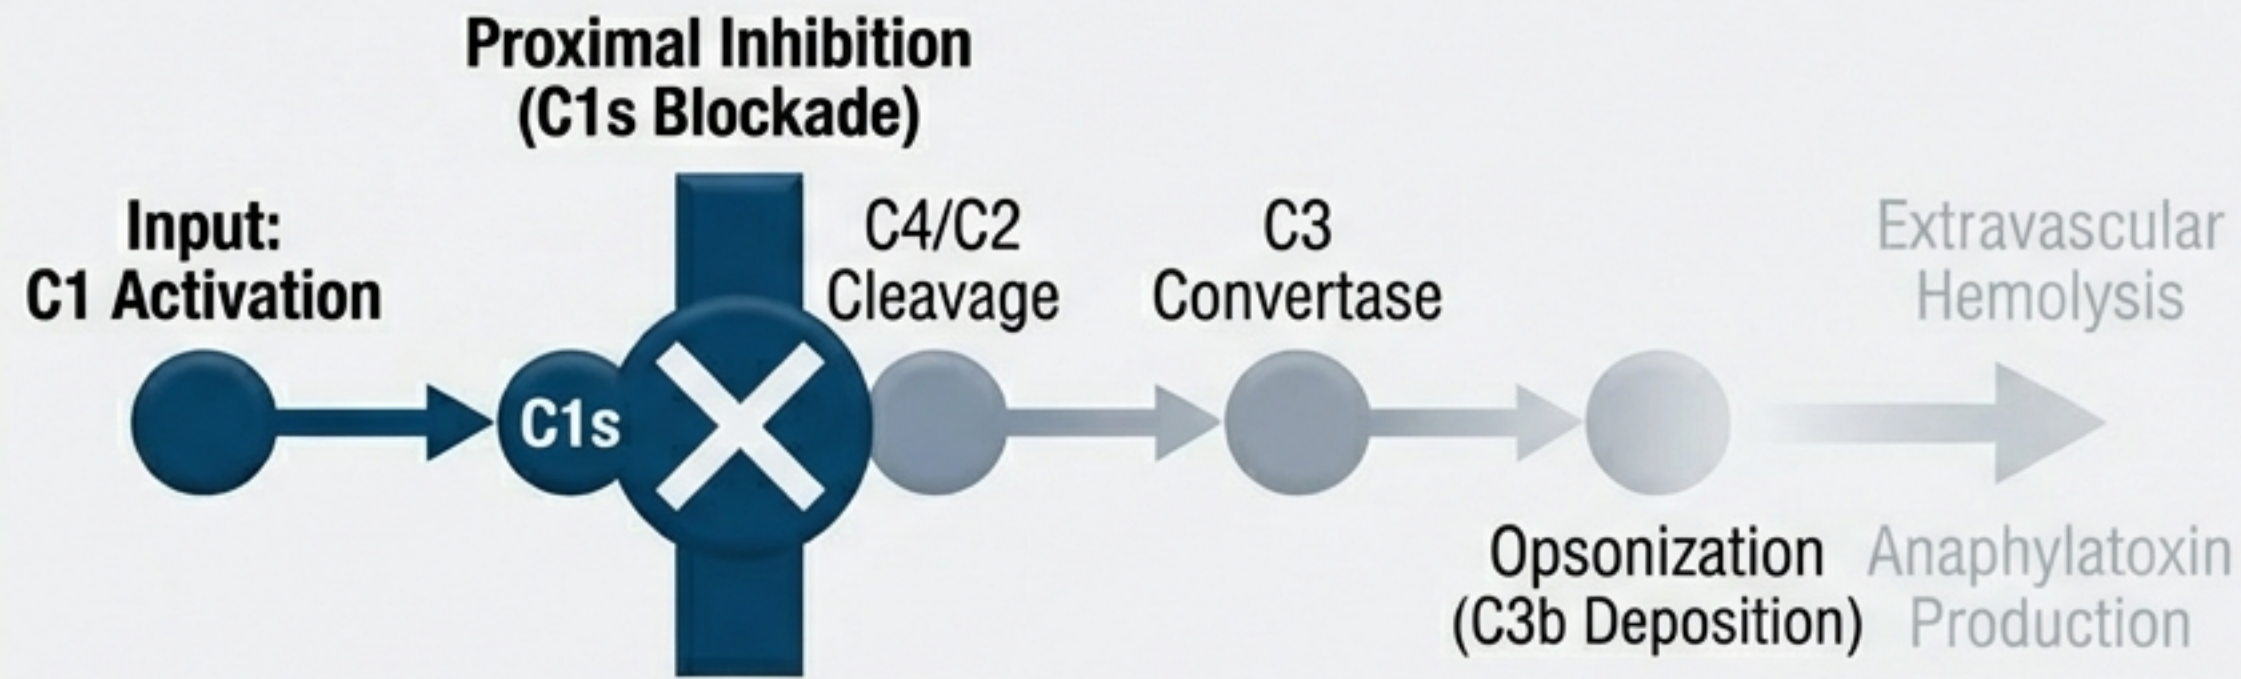 Proximal Inhibition
(C1s Blockade)
Input:
C1 Activation
C1s
C4/C2
Cleavage
C3
Convertase
Opsonization
(C3b Deposition)
Extravascular
Hemolysis
Anaphylatoxin
Production